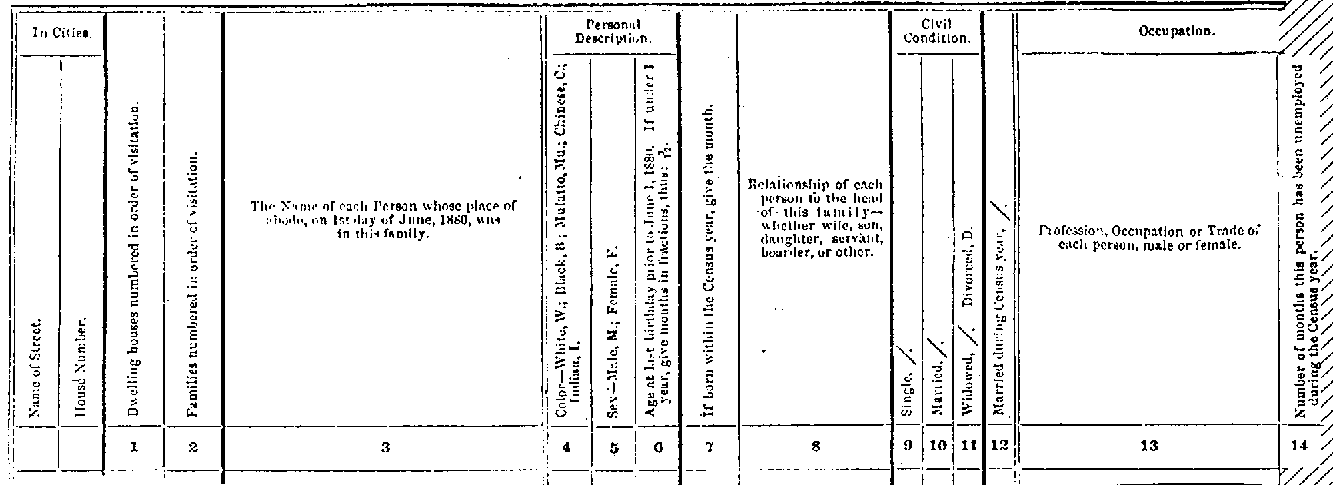 In Cities.
Name of Street.
House Number.
Dwelling houses numbered in order of visitation.
Families numbered in order of visitation.
The Name of each Person whose place of
abode, on 1st day of June, 1880, was
in this family.
Personal
Description.
Color—White, W.; Black, B.; Mulatto, Mu.; Chinese, C.;
Indian, I.
Sex—Male, M.; Female, F.
Age at last birthday prior to June 1, 1880. If under 1
year, give months in fractions, thus: 3/12.
If born within the Census year, give the month.
Relationship of each
person to the head
of this family—
whether wife, son,
daughter, servant,
boarder, or other.
Civil
Condition.
Single, /.
Married, /.
Widowed, /. Divorced, D.
Married during Census year, /.
Occupation.
Profession, Occupation or Trade of
each person, male or female.
Number of months this person has been unemployed
during the Census year.
1 2 3 4 5 6 7 8 9 10 11 12 13 14